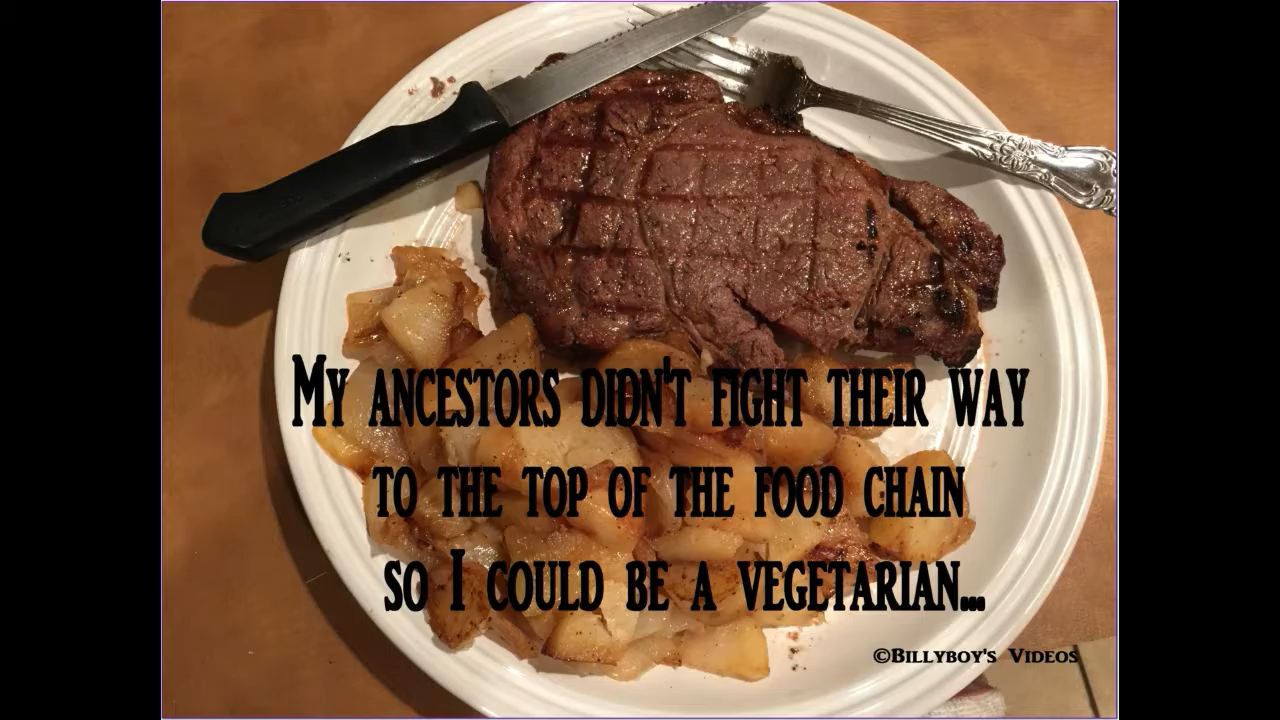 My ancestors didn't fight their way
to the top of the food chain
so I could be a vegetarian...
©Billyboy's Videos